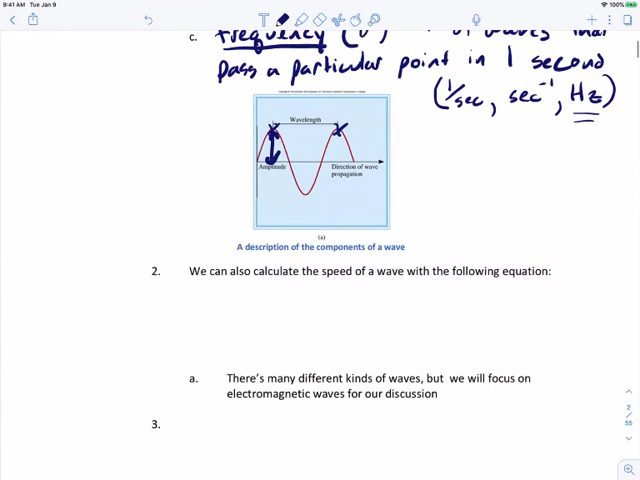 9:41 AM Tue Jan 9
100%
c. frequency (ν) # of waves that
pass a particular point in 1 second
(1/sec, sec⁻¹, Hz)
Wavelength
Amplitude
Direction of wave
propagation
(a)
A description of the components of a wave
2. We can also calculate the speed of a wave with the following equation:
a. There's many different kinds of waves, but we will focus on
electromagnetic waves for our discussion
3.
2
/
55